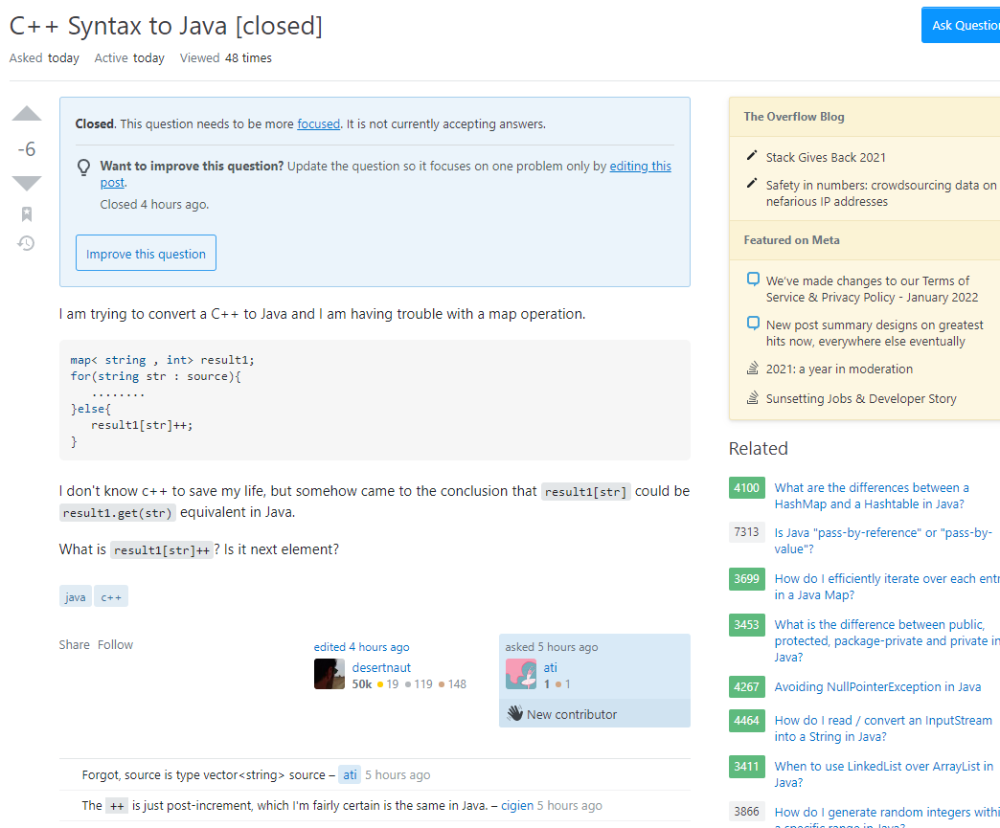 C++ Syntax to Java [closed]
Ask Question
Asked today Active today Viewed 48 times
-6
Closed. This question needs to be more focused. It is not currently accepting answers.
Want to improve this question? Update the question so it focuses on one problem only by editing this
post.
Closed 4 hours ago.
Improve this question
I am trying to convert a C++ to Java and I am having trouble with a map operation.
map< string , int> result1;
for(string str : source){
........
}else{
result1[str]++;
}
I don't know c++ to save my life, but somehow came to the conclusion that result1[str] could be
result1.get(str) equivalent in Java.
What is result1[str]++? Is it next element?
java c++
Share Follow
edited 4 hours ago
desertnaut
50k 19 119 148
asked 5 hours ago
ati
1 1
New contributor
Forgot, source is type vector<string> source – ati 5 hours ago
The ++ is just post-increment, which I'm fairly certain is the same in Java. – cigien 5 hours ago
The Overflow Blog
Stack Gives Back 2021
Safety in numbers: crowdsourcing data on
nefarious IP addresses
Featured on Meta
We've made changes to our Terms of
Service & Privacy Policy - January 2022
New post summary designs on greatest
hits now, everywhere else eventually
2021: a year in moderation
Sunsetting Jobs & Developer Story
Related
4100 What are the differences between a
HashMap and a Hashtable in Java?
7313 Is Java "pass-by-reference" or "pass-by-
value"?
3699 How do I efficiently iterate over each entr
in a Java Map?
3453 What is the difference between public,
protected, package-private and private in
Java?
4267 Avoiding NullPointerException in Java
4464 How do I read / convert an InputStream
into a String in Java?
3411 When to use LinkedList over ArrayList in
Java?
3866 How do I generate random integers withi
a specific range in Java?